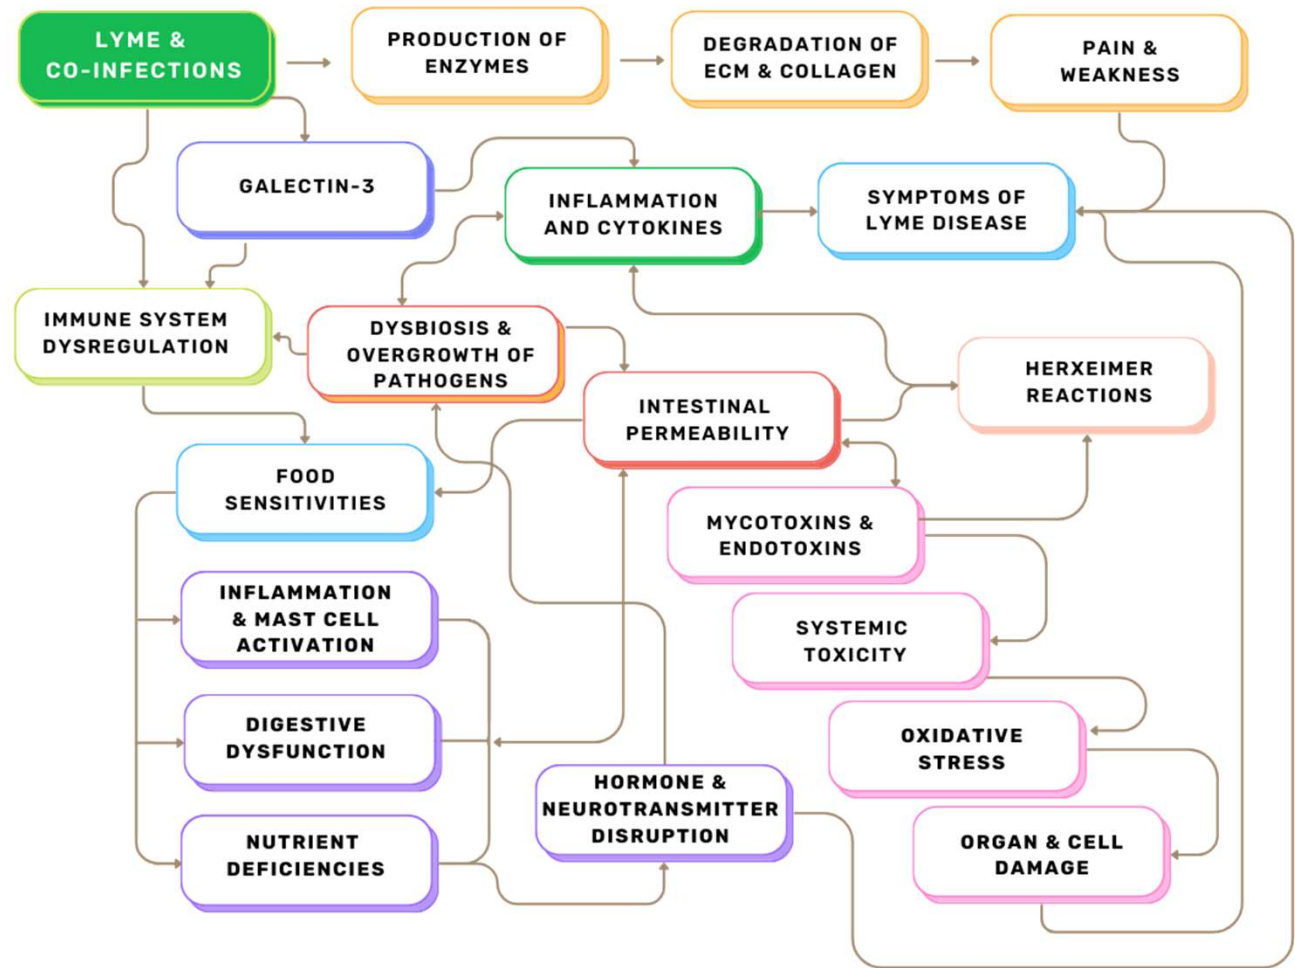 LYME &
CO-INFECTIONS
PRODUCTION OF
ENZYMES
DEGRADATION OF
ECM & COLLAGEN
PAIN &
WEAKNESS
GALECTIN-3
INFLAMMATION
AND CYTOKINES
SYMPTOMS OF
LYME DISEASE
IMMUNE SYSTEM
DYSREGULATION
DYSBIOSIS &
OVERGROWTH OF
PATHOGENS
INTESTINAL
PERMEABILITY
HERXEIMER
REACTIONS
FOOD
SENSITIVITIES
MYCOTOXINS &
ENDOTOXINS
INFLAMMATION
& MAST CELL
ACTIVATION
SYSTEMIC
TOXICITY
DIGESTIVE
DYSFUNCTION
OXIDATIVE
STRESS
HORMONE &
NEUROTRANSMITTER
DISRUPTION
NUTRIENT
DEFICIENCIES
ORGAN & CELL
DAMAGE